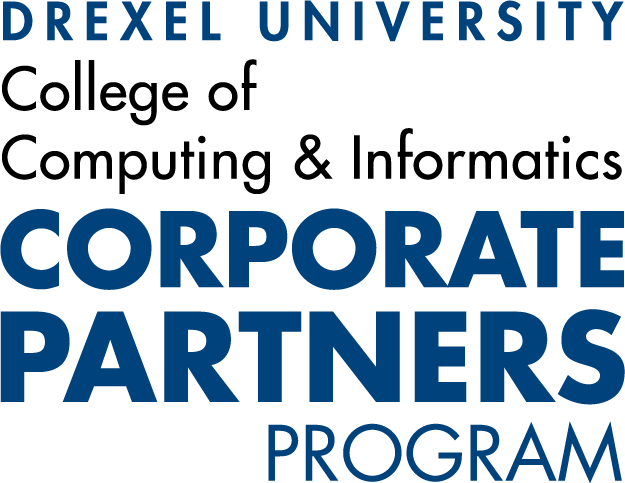 DREXEL UNIVERSITY
College of
Computing & Informatics
CORPORATE
PARTNERS
PROGRAM